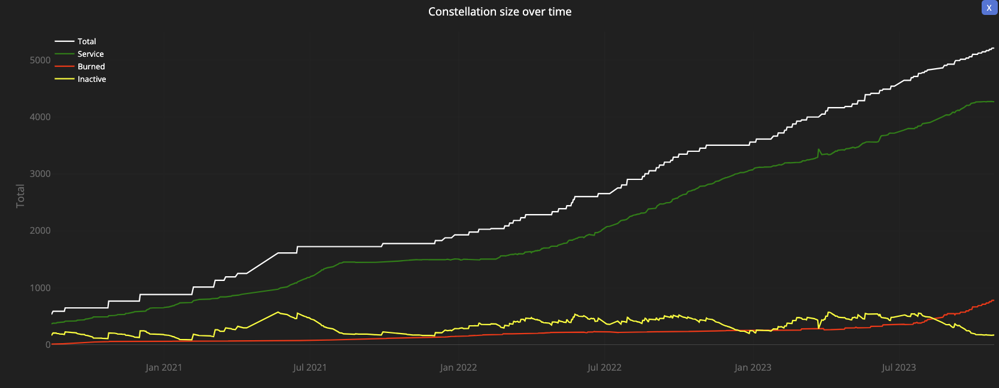 Constellation size over time
X
Total
Service
Burned
Inactive
5000
4000
3000
2000
1000
0
Total
Jan 2021
Jul 2021
Jan 2022
Jul 2022
Jan 2023
Jul 2023